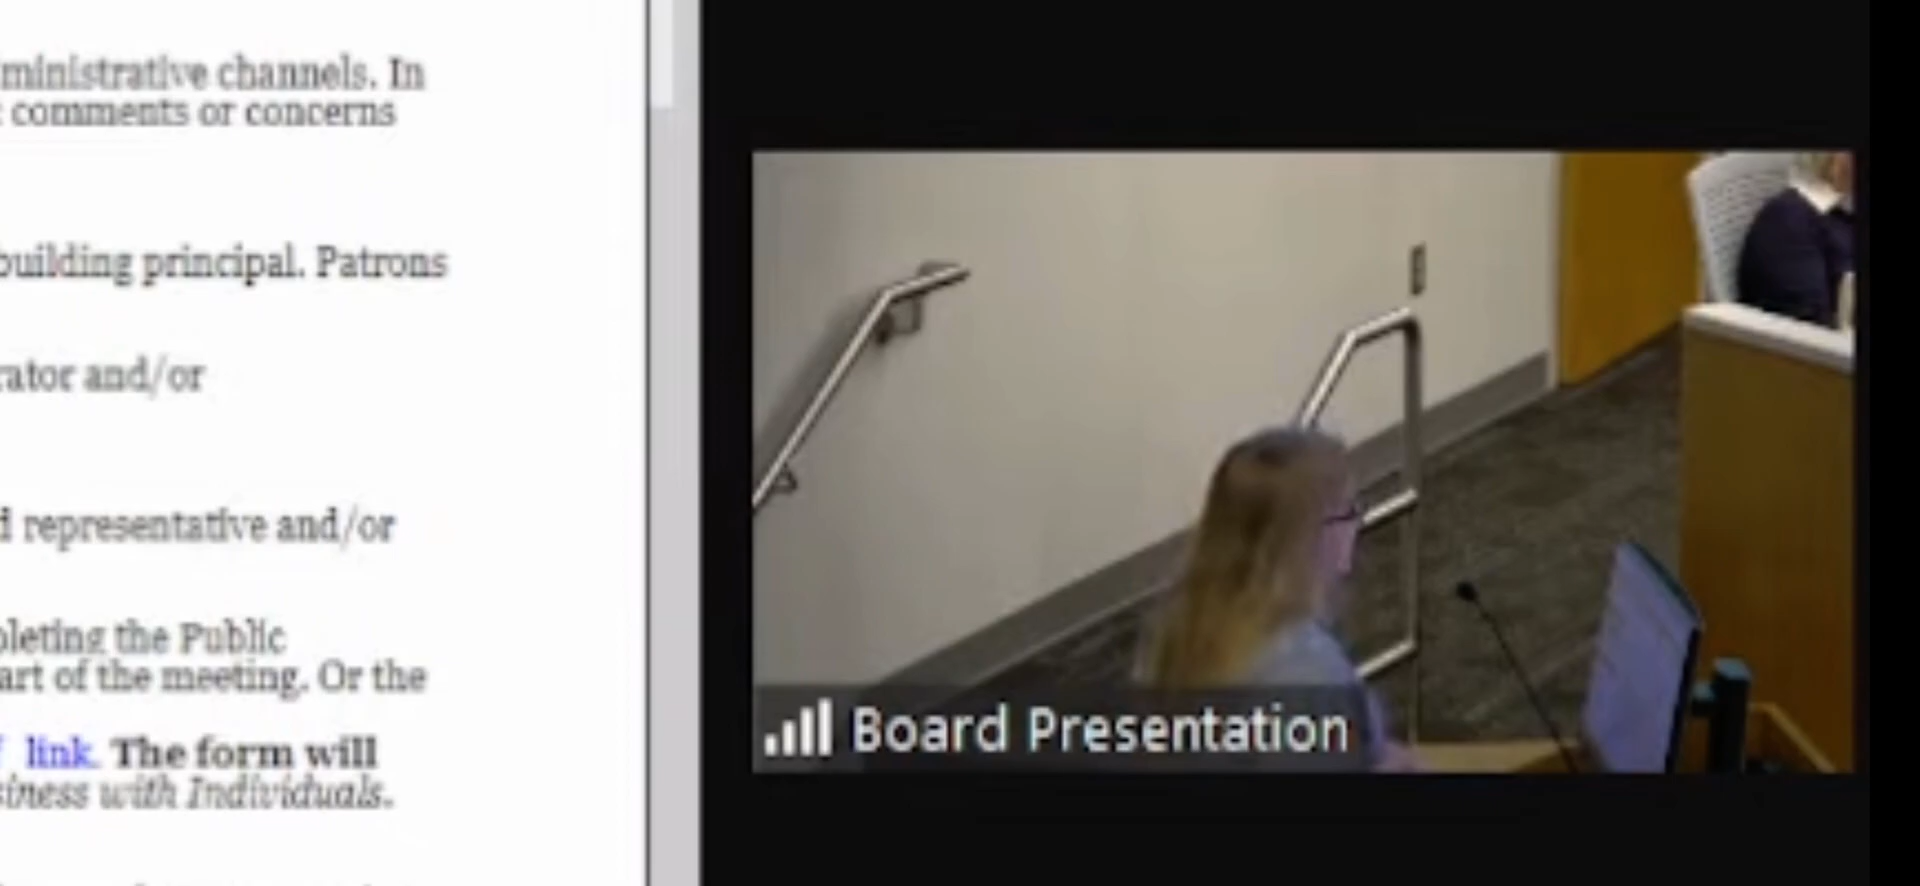 ministrative channels. In
comments or concerns
building principal. Patrons
rator and/or
d representative and/or
pleting the Public
art of the meeting. Or the
link. The form will
siness with Individuals.
Board Presentation